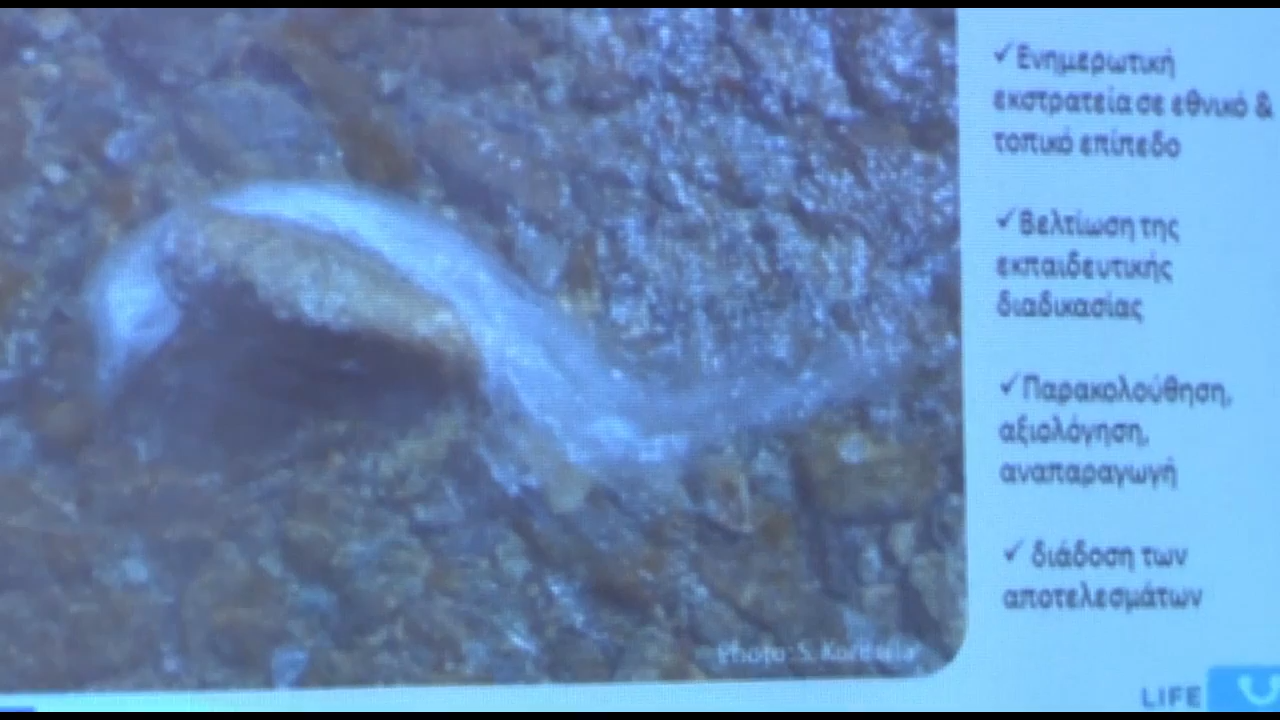 ✓ Ενημερωτική
εκστρατεία σε εθνικό &
τοπικό επίπεδο
✓ Βελτίωση της
εκπαιδευτικής
διαδικασίας
✓ Παρακολούθηση,
αξιολόγηση,
αναπαραγωγή
✓ διάδοση των
αποτελεσμάτων
Photo: S.
LIFE